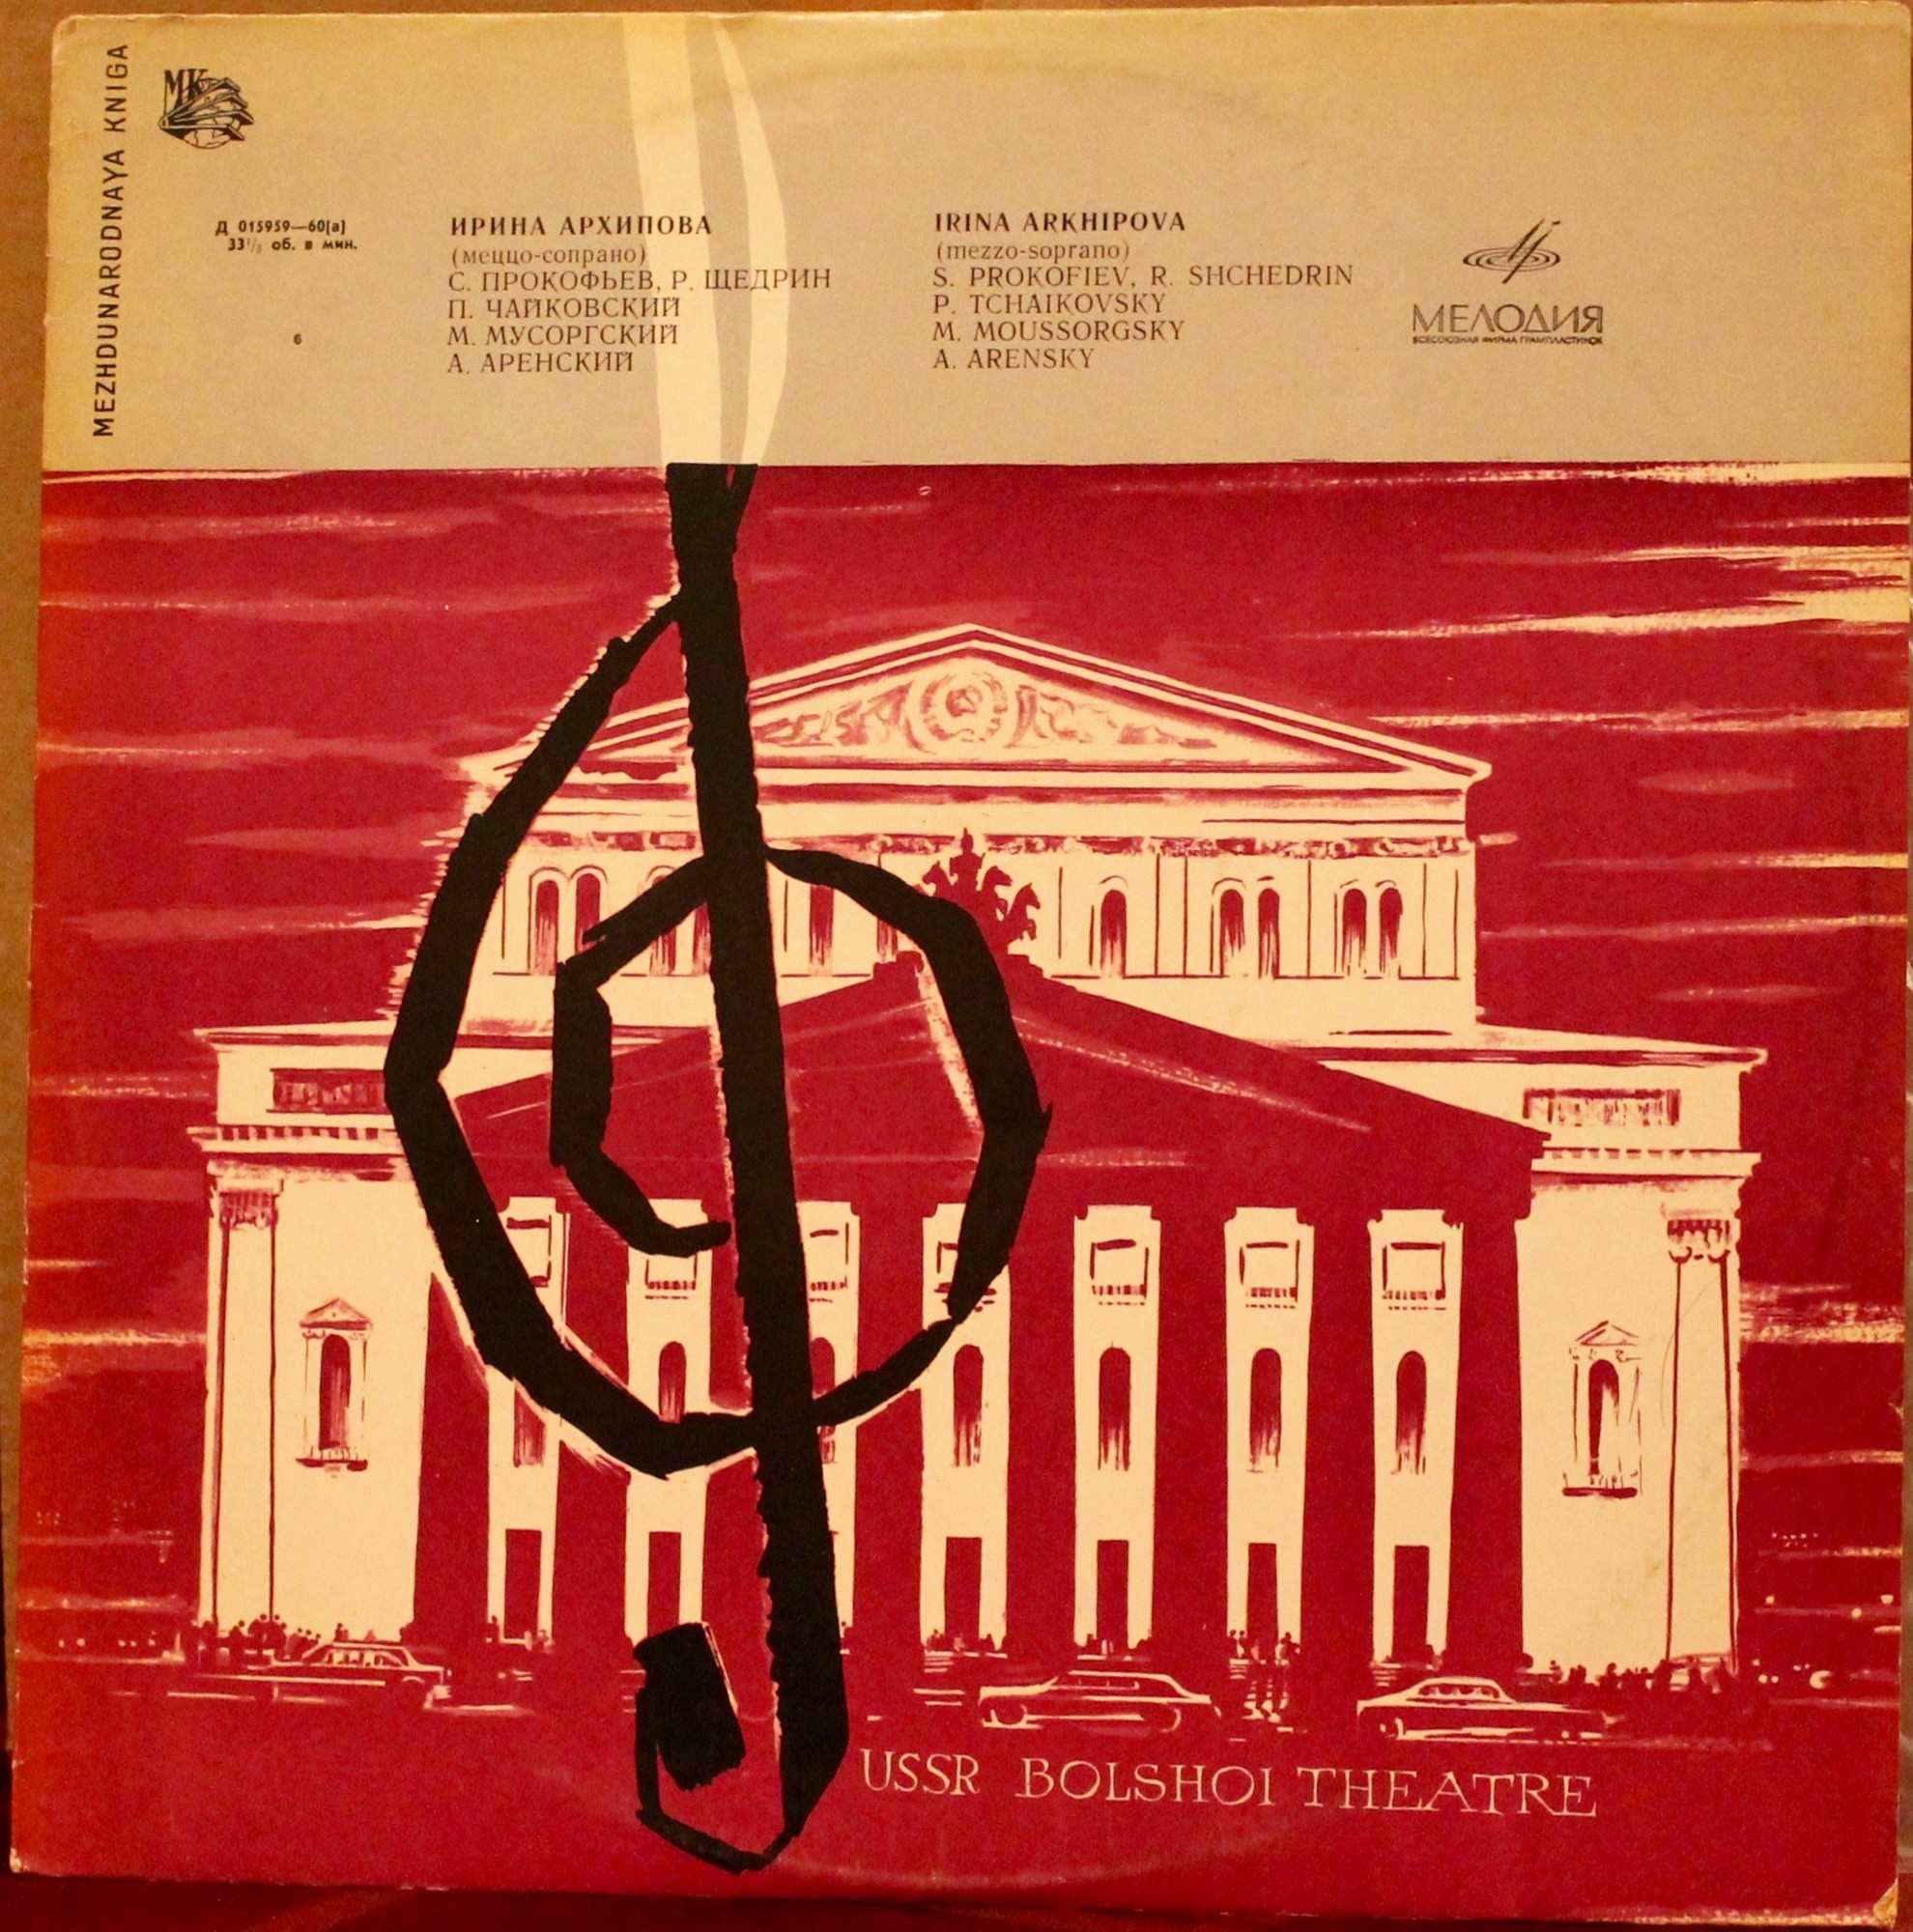 MEZHDUNARODNAYA KNIGA
МК
Д 015959—60(а)
33⅓ об. в мин.
6
ИРИНА АРХИПОВА
(меццо-сопрано)
С. ПРОКОФЬЕВ, Р. ЩЕДРИН
П. ЧАЙКОВСКИЙ
М. МУСОРГСКИЙ
А. АРЕНСКИЙ
IRINA ARKHIPOVA
(mezzo-soprano)
S. PROKOFIEV, R. SHCHEDRIN
P. TCHAIKOVSKY
M. MOUSSORGSKY
A. ARENSKY
МЕЛОДИЯ
ВСЕСОЮЗНАЯ ФИРМА ГРАМПЛАСТИНОК
USSR BOLSHOI THEATRE